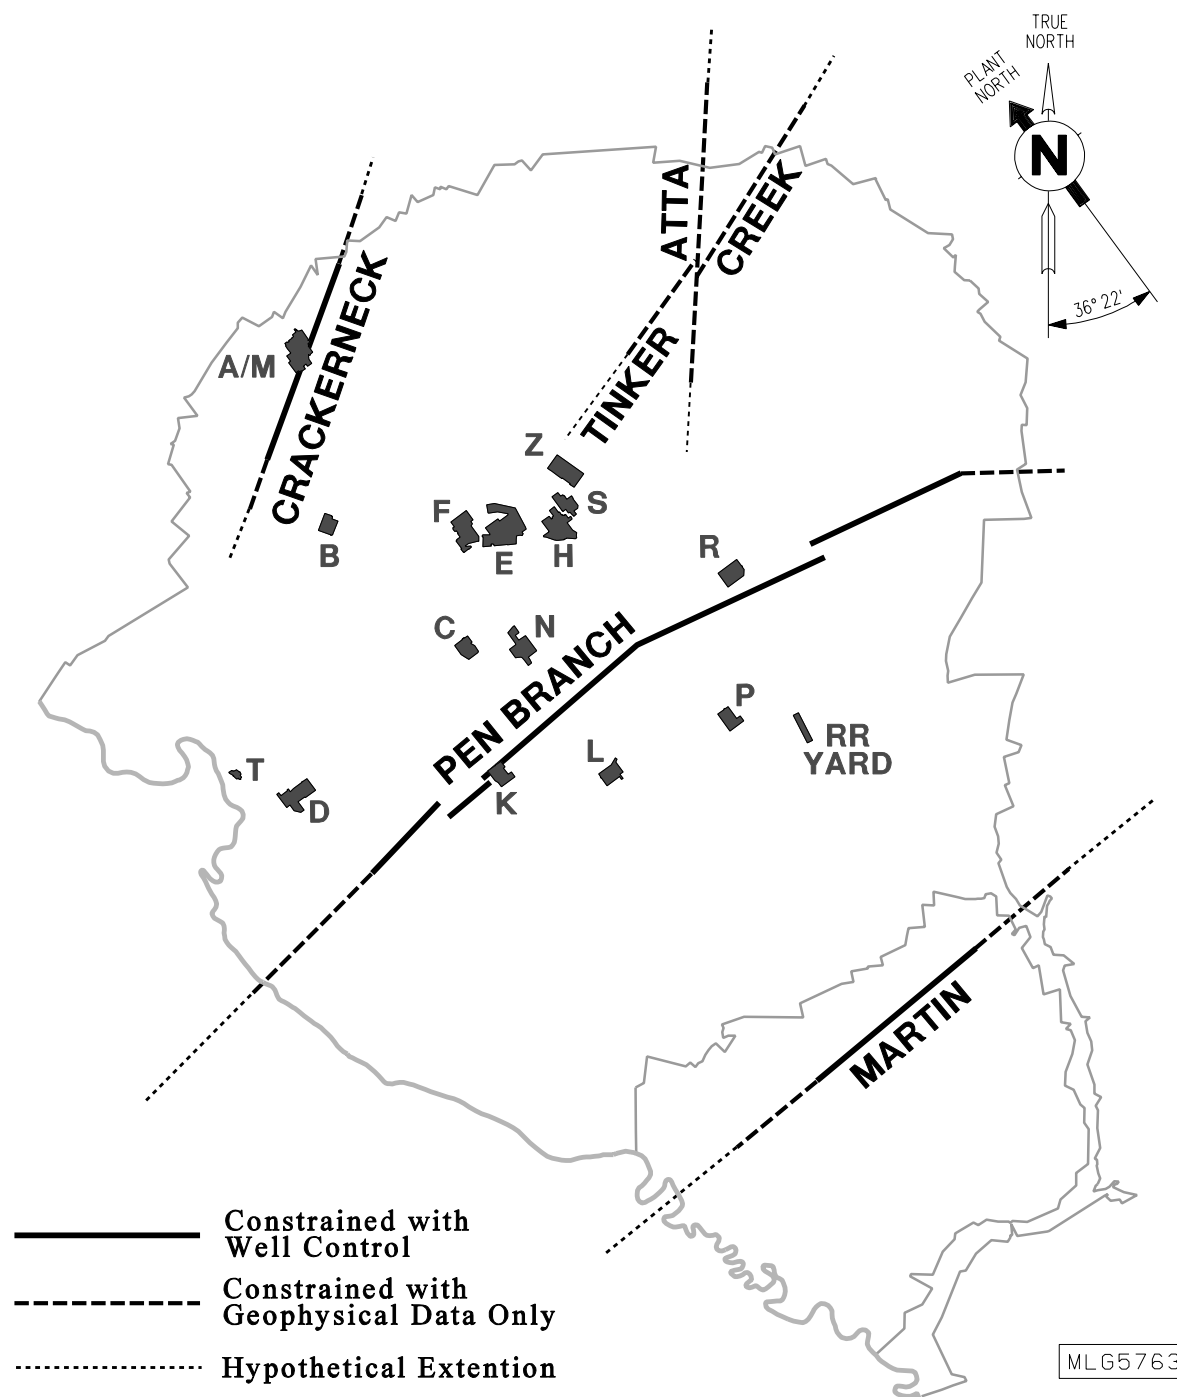 TRUE
NORTH
PLANT
NORTH
N
36° 22'
ATTA
CREEK
TINKER
CRACKERNECK
A/M
Z
S
F
E
H
B
R
C
N
PEN BRANCH
P
RR
YARD
L
K
T
D
MARTIN
Constrained with
Well Control
Constrained with
Geophysical Data Only
Hypothetical Extention
MLG5763